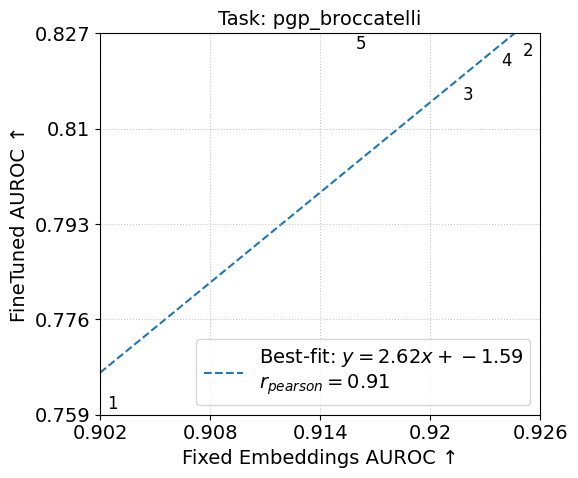 Task: pgp_broccatelli
FineTuned AUROC ↑
0.827
0.81
0.793
0.776
0.759
5
2
4
3
1
Best-fit: y = 2.62x + −1.59
r_pearson = 0.91
0.902 0.908 0.914 0.92 0.926
Fixed Embeddings AUROC ↑